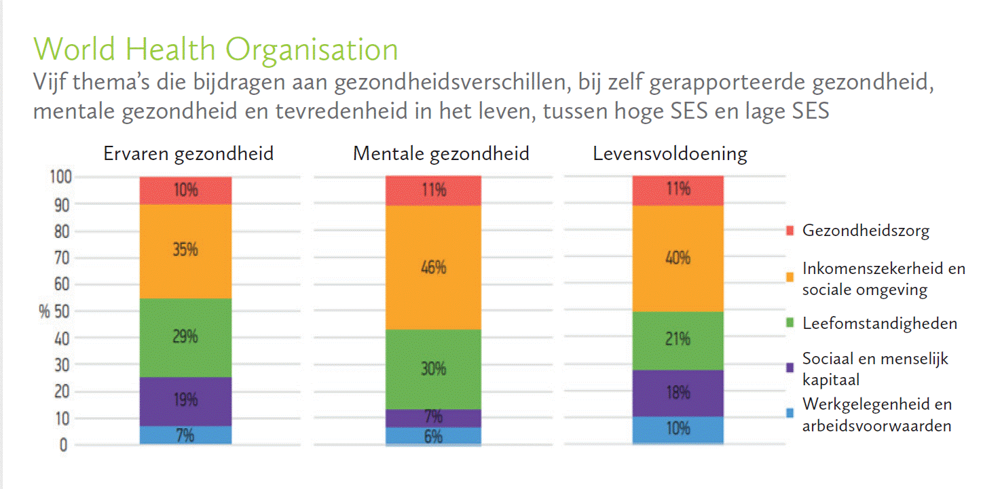 World Health Organisation
Vijf thema's die bijdragen aan gezondheidsverschillen, bij zelf gerapporteerde gezondheid,
mentale gezondheid en tevredenheid in het leven, tussen hoge SES en lage SES
Ervaren gezondheid
Mentale gezondheid
Levensvoldoening
100
90
80
70
60
% 50
40
30
20
10
0
10%
35%
29%
19%
7%
11%
46%
30%
7%
6%
11%
40%
21%
18%
10%
Gezondheidszorg
Inkomenszekerheid en
sociale omgeving
Leefomstandigheden
Sociaal en menselijk
kapitaal
Werkgelegenheid en
arbeidsvoorwaarden